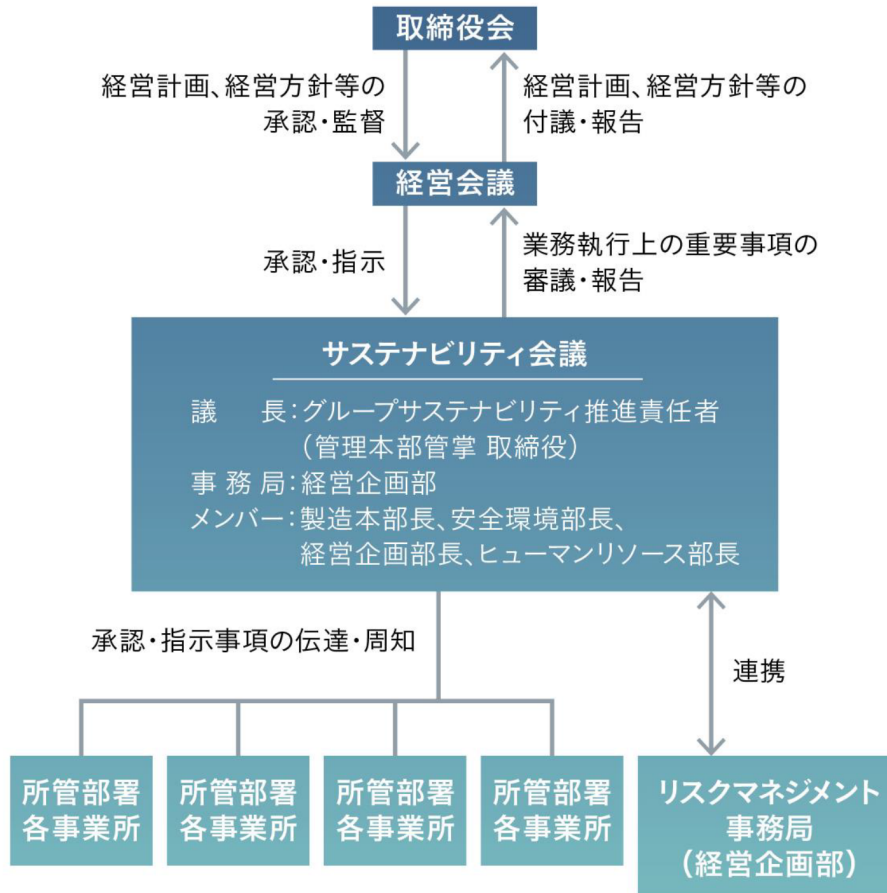 取締役会
経営計画、経営方針等の
承認・監督
経営計画、経営方針等の
付議・報告
経営会議
承認・指示
業務執行上の重要事項の
審議・報告
サステナビリティ会議
議 長：グループサステナビリティ推進責任者
（管理本部管掌 取締役）
事務局：経営企画部
メンバー：製造本部長、安全環境部長、
経営企画部長、ヒューマンリソース部長
承認・指示事項の伝達・周知
連携
所管部署
各事業所
所管部署
各事業所
所管部署
各事業所
所管部署
各事業所
リスクマネジメント
事務局
（経営企画部）